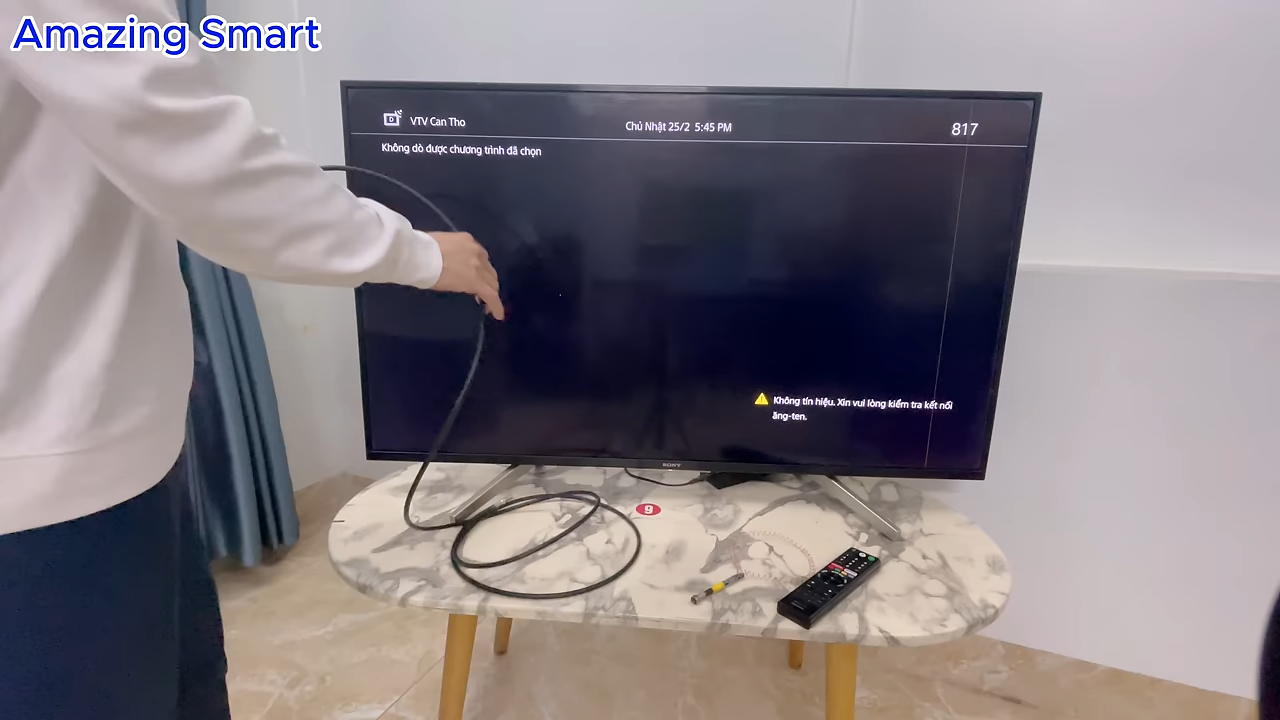 Amazing Smart
VTV Can Tho
Chủ Nhật 25/2 5:45 PM
817
Không dò được chương trình đã chọn
Không tín hiệu. Xin vui lòng kiểm tra kết nối
ăng-ten.
SONY
9